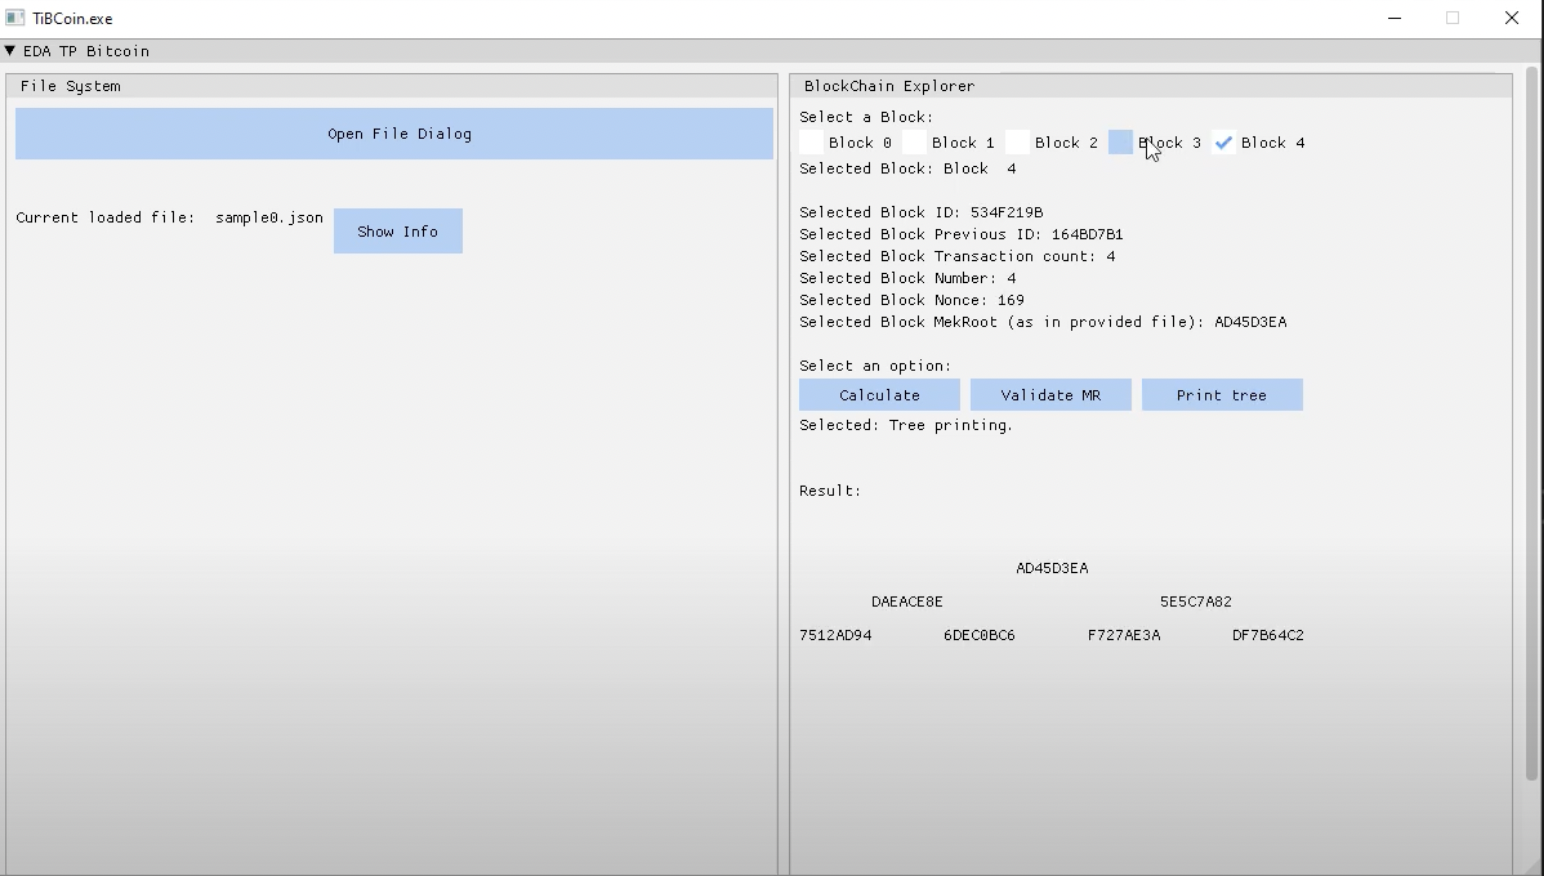 TiBCoin.exe
▼ EDA TP Bitcoin
File System
Open File Dialog
Current loaded file: sample0.json Show Info
BlockChain Explorer
Select a Block:
Block 0 Block 1 Block 2 Block 3 Block 4
Selected Block: Block 4
Selected Block ID: 534F219B
Selected Block Previous ID: 164BD7B1
Selected Block Transaction count: 4
Selected Block Number: 4
Selected Block Nonce: 169
Selected Block MekRoot (as in provided file): AD45D3EA
Select an option:
Calculate Validate MR Print tree
Selected: Tree printing.
Result:
AD45D3EA
DAEACE8E 5E5C7A82
7512AD94 6DEC0BC6 F727AE3A DF7B64C2